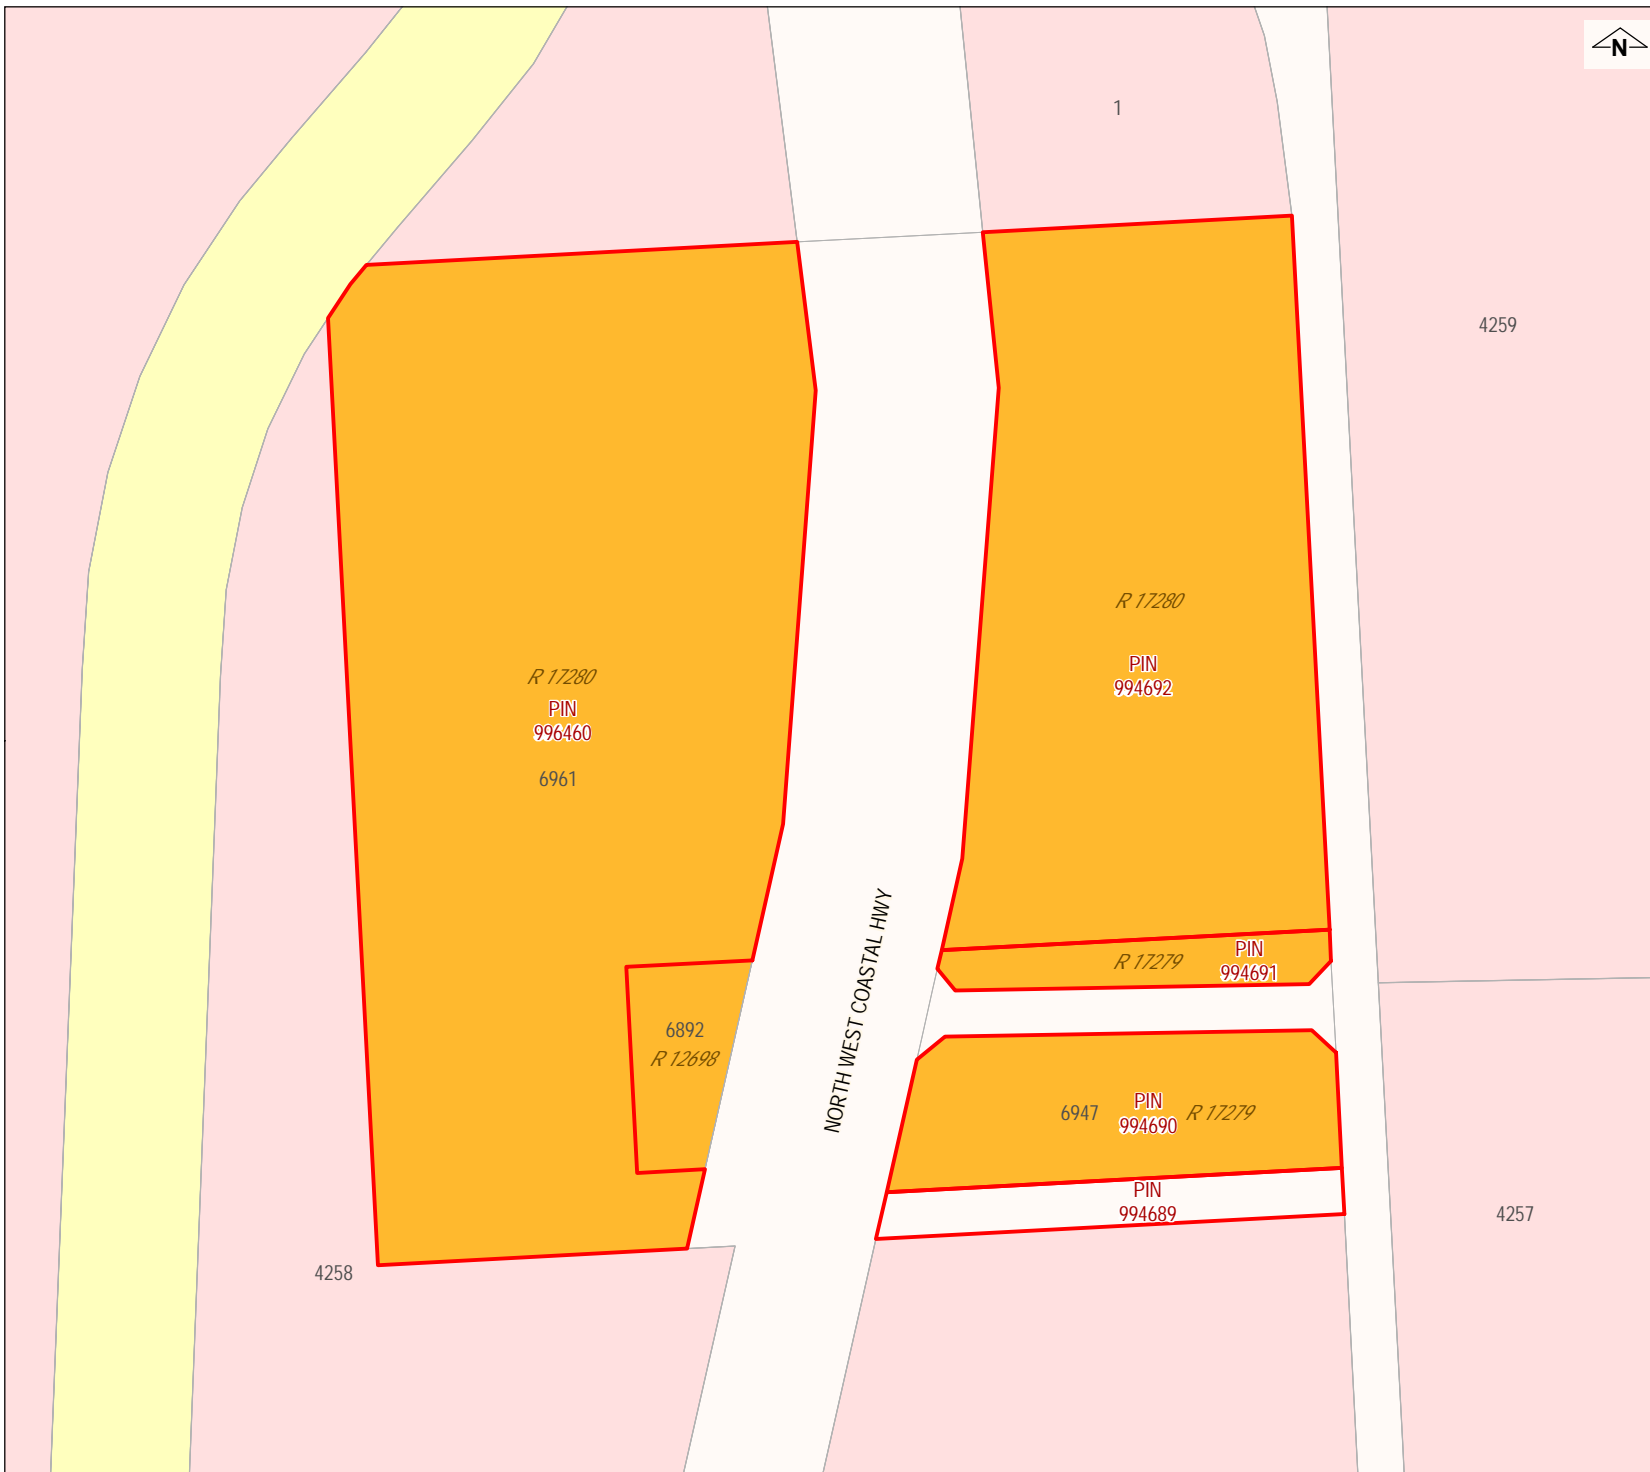 N
1
4259
R 17280
PIN
994692
R 17280
PIN
996460
6961
NORTH WEST COASTAL HWY
R 17279
PIN
994691
6892
R 12698
6947
PIN
994690
R 17279
PIN
994689
4257
4258